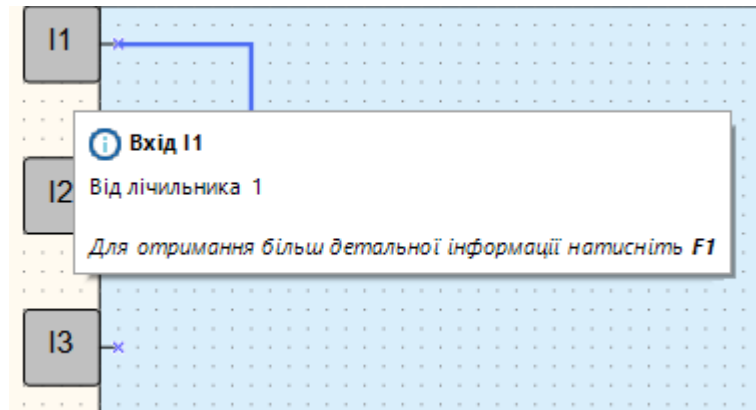 I1
Вхід I1
I2
Від лічильника 1
Для отримання більш детальної інформації натисніть F1
I3